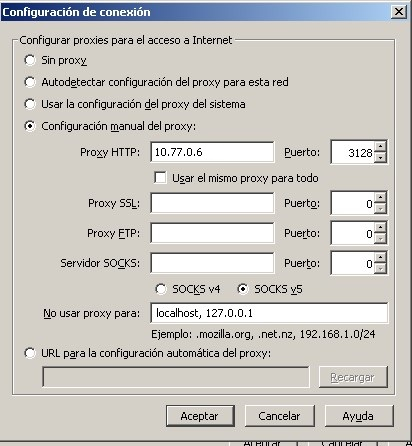 Configuración de conexión
Configurar proxies para el acceso a Internet
Sin proxy
Autodetectar configuración del proxy para esta red
Usar la configuración del proxy del sistema
Configuración manual del proxy:
Proxy HTTP: 10.77.0.6 Puerto: 3128
Usar el mismo proxy para todo
Proxy SSL: Puerto: 0
Proxy FTP: Puerto: 0
Servidor SOCKS: Puerto: 0
SOCKS v4 SOCKS v5
No usar proxy para: localhost, 127.0.0.1
Ejemplo: .mozilla.org, .net.nz, 192.168.1.0/24
URL para la configuración automática del proxy:
Recargar
Aceptar Cancelar Ayuda